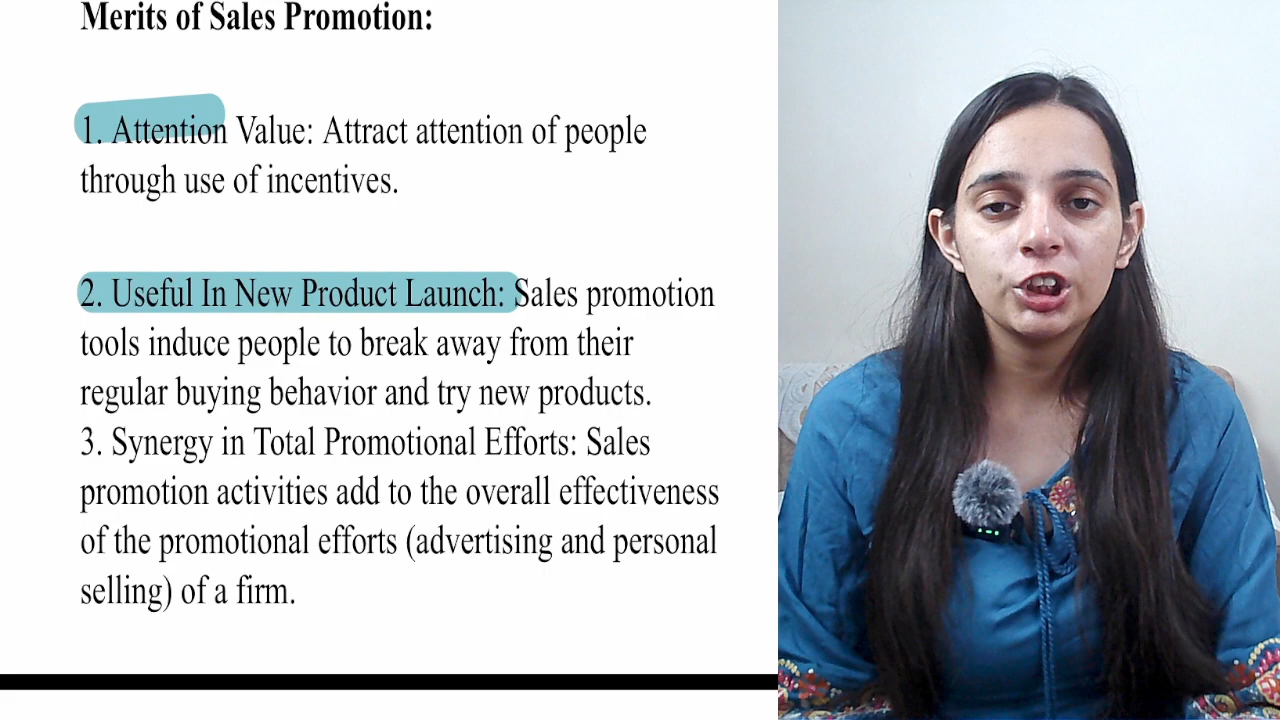 Merits of Sales Promotion:
1. Attention Value: Attract attention of people
through use of incentives.
2. Useful In New Product Launch: Sales promotion
tools induce people to break away from their
regular buying behavior and try new products.
3. Synergy in Total Promotional Efforts: Sales
promotion activities add to the overall effectiveness
of the promotional efforts (advertising and personal
selling) of a firm.